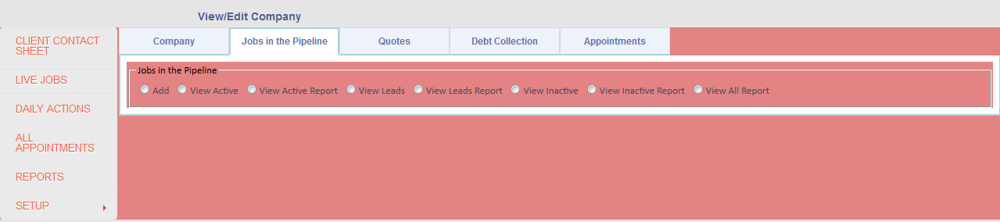 View/Edit Company
CLIENT CONTACT
SHEET
LIVE JOBS
DAILY ACTIONS
ALL
APPOINTMENTS
REPORTS
SETUP
Company Jobs in the Pipeline Quotes Debt Collection Appointments
Jobs in the Pipeline
Add View Active View Active Report View Leads View Leads Report View Inactive View Inactive Report View All Report